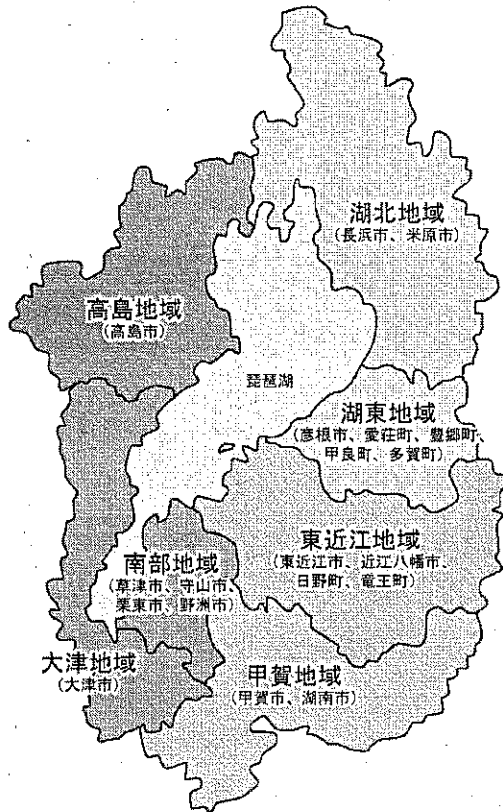 湖北地域
(長浜市、米原市)
高島地域
(高島市)
琵琶湖
湖東地域
(彦根市、愛荘町、豊郷町、
甲良町、多賀町)
東近江地域
(東近江市、近江八幡市、
日野町、竜王町)
南部地域
(草津市、守山市、
栗東市、野洲市)
大津地域
(大津市)
甲賀地域
(甲賀市、湖南市)